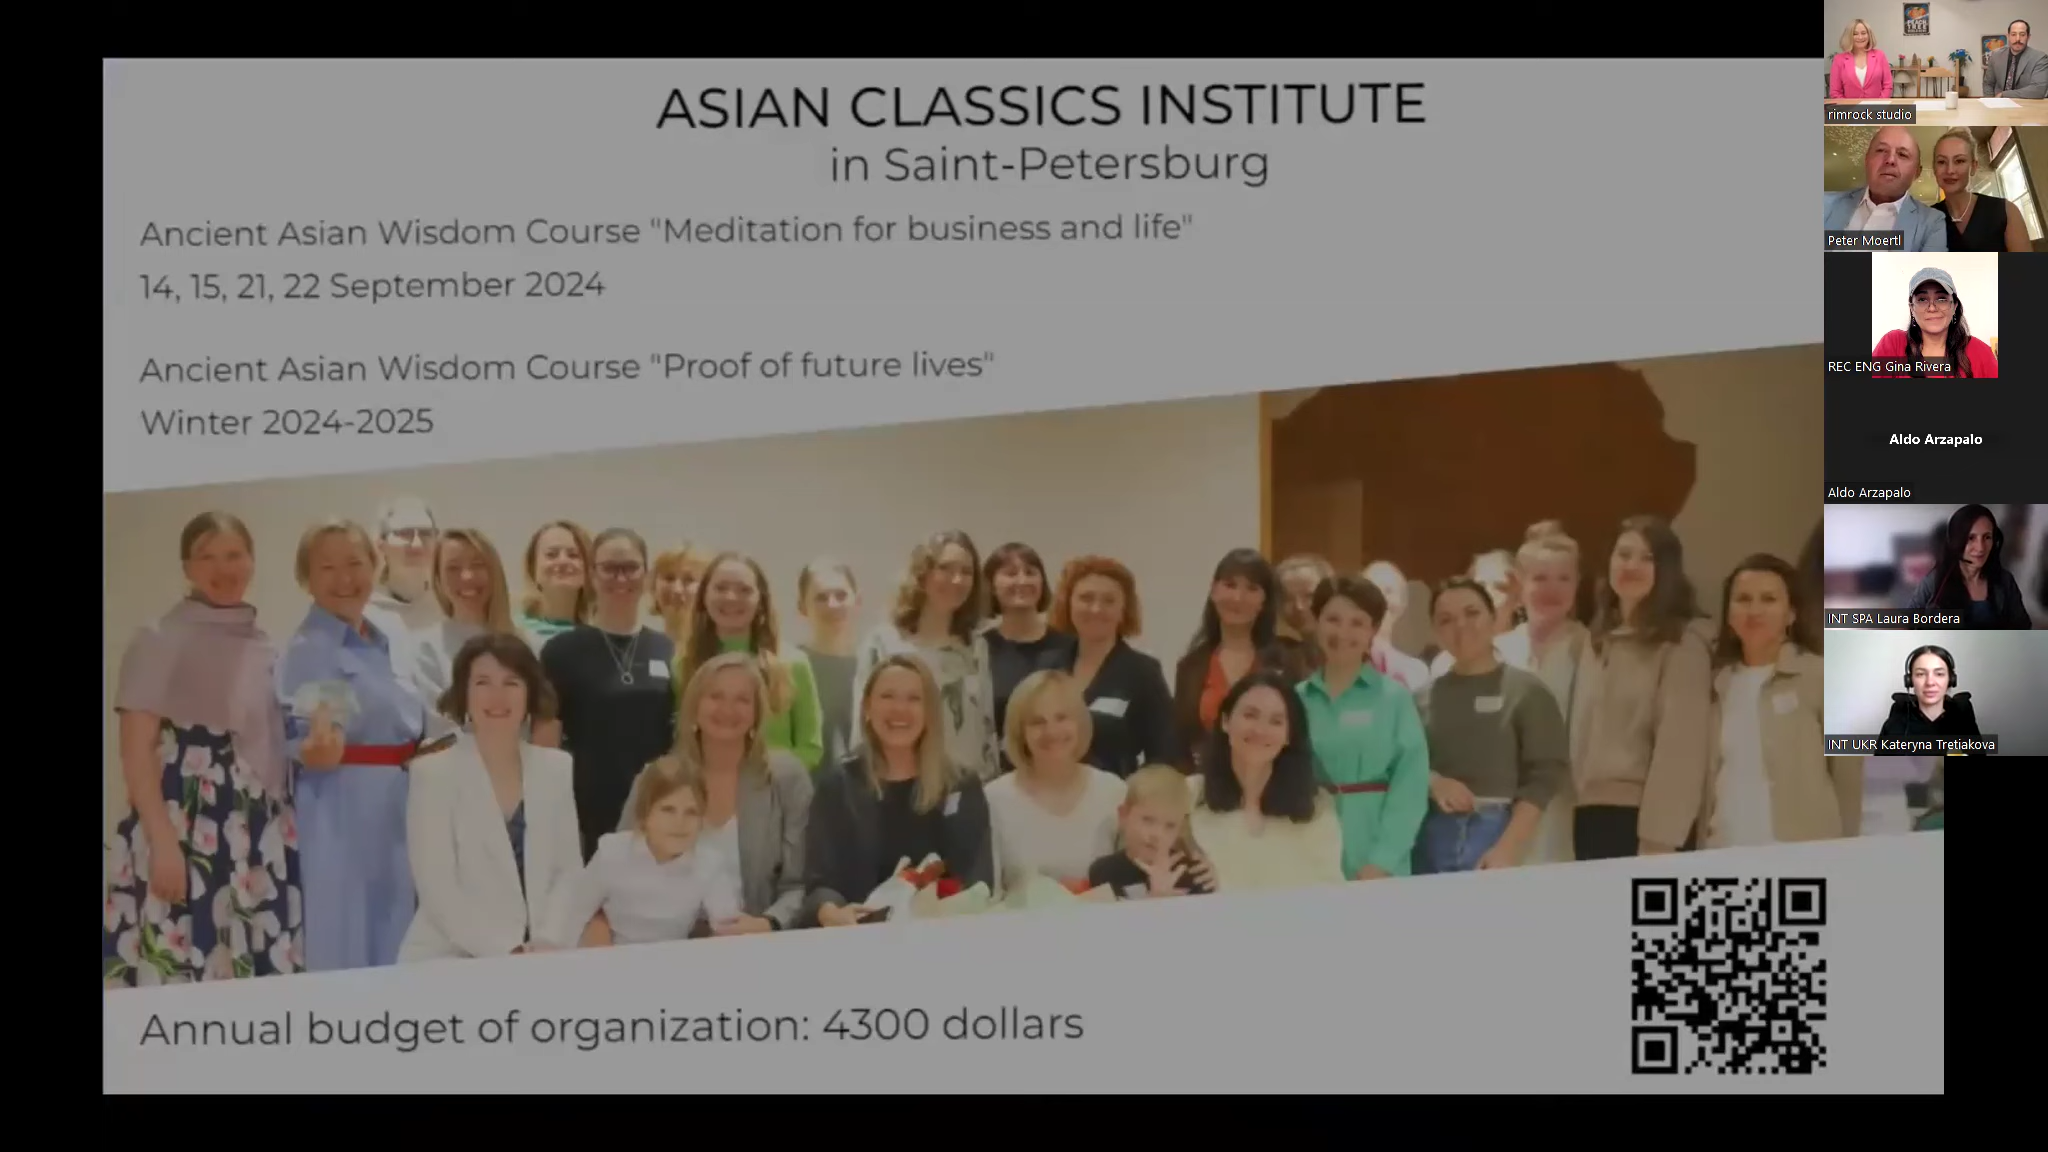 ASIAN CLASSICS INSTITUTE
in Saint-Petersburg
Ancient Asian Wisdom Course "Meditation for business and life"
14, 15, 21, 22 September 2024
Ancient Asian Wisdom Course "Proof of future lives"
Winter 2024-2025
Annual budget of organization: 4300 dollars
rimrock studio
Peter Moertl
REC ENG Gina Rivera
Aldo Arzapalo
Aldo Arzapalo
INT SPA Laura Bordera
INT UKR Kateryna Tretiakova